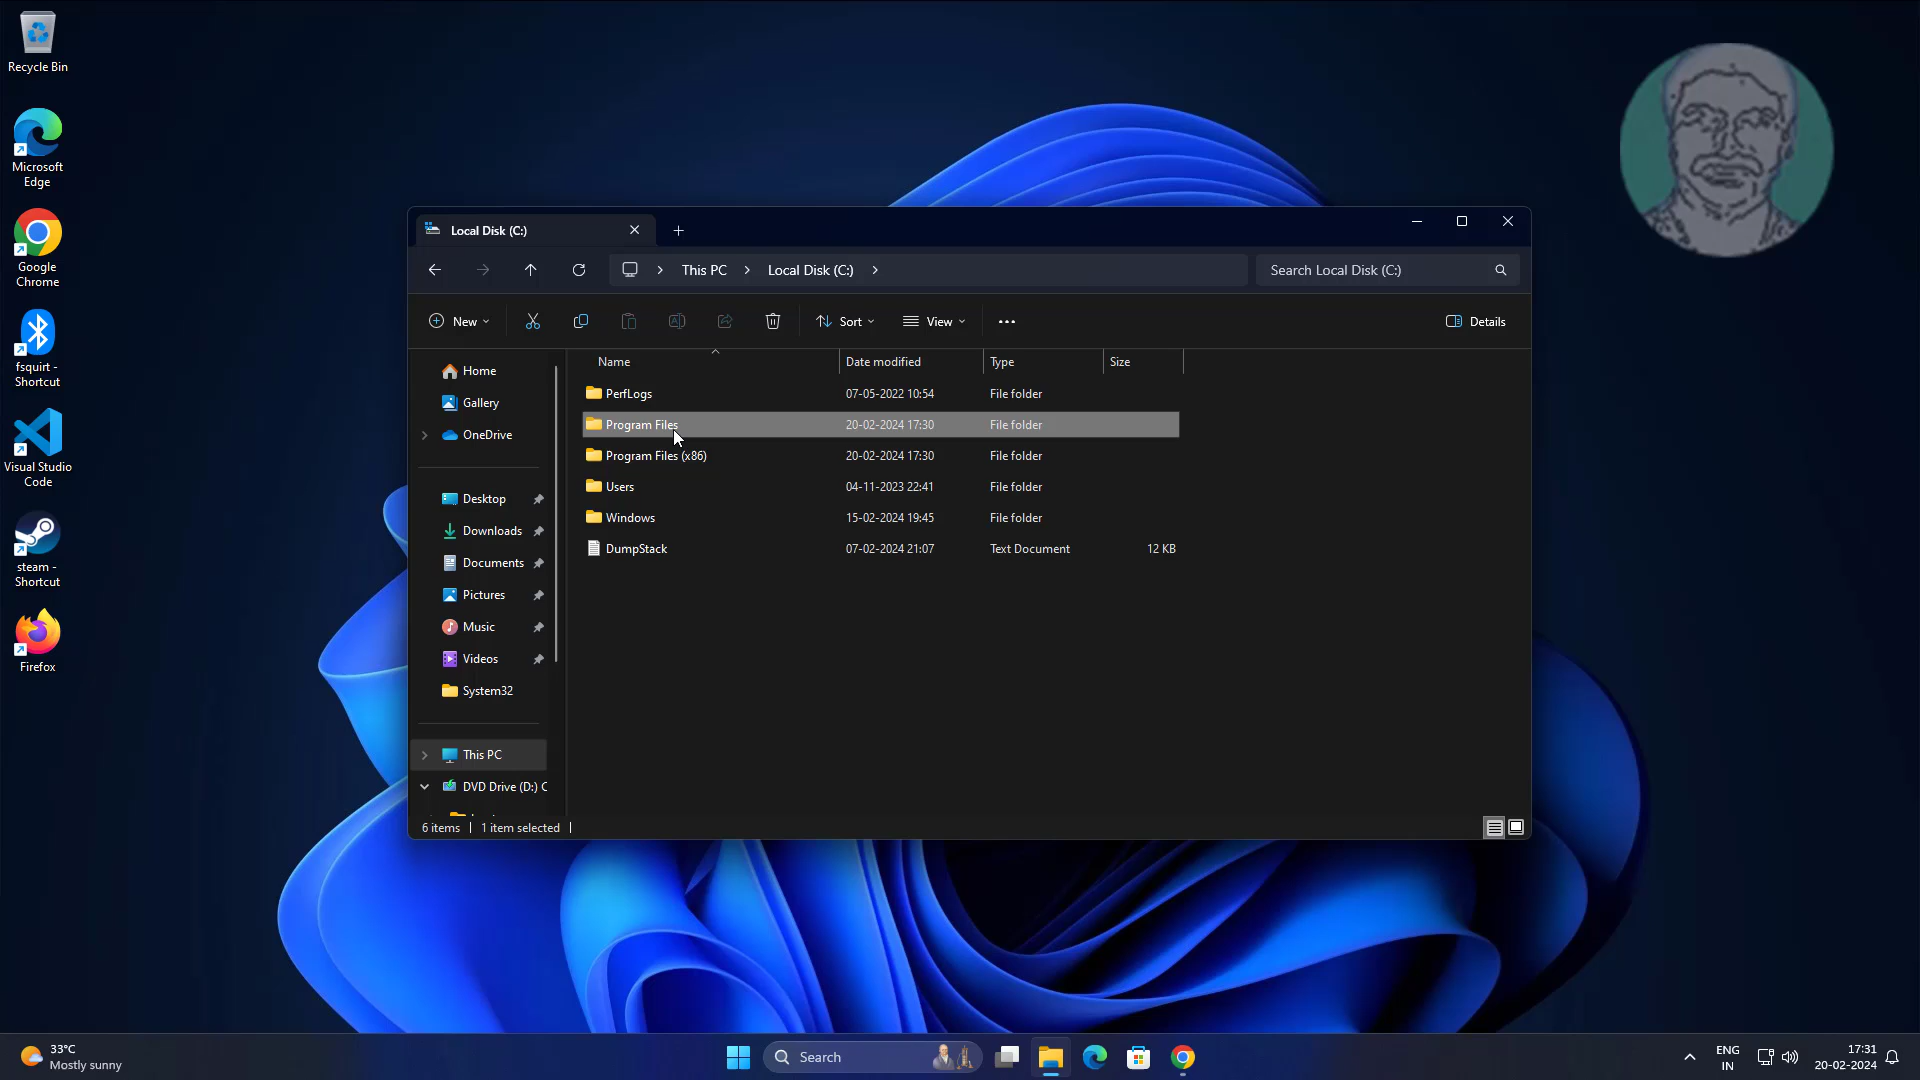 Recycle Bin
Microsoft
Edge
Google
Chrome
fsquirt -
Shortcut
Visual Studio
Code
steam -
Shortcut
Firefox
Local Disk (C:)
This PC
Local Disk (C:)
Search Local Disk (C:)
New
Sort
View
Details
Name
Date modified
Type
Size
Home
Gallery
OneDrive
Desktop
Downloads
Documents
Pictures
Music
Videos
System32
This PC
DVD Drive (D:) C
PerfLogs 07-05-2022 10:54 File folder
Program Files 20-02-2024 17:30 File folder
Program Files (x86) 20-02-2024 17:30 File folder
Users 04-11-2023 22:41 File folder
Windows 15-02-2024 19:45 File folder
DumpStack 07-02-2024 21:07 Text Document 12 KB
6 items
1 item selected
33°C
Mostly sunny
Search
ENG
IN
17:31
20-02-2024